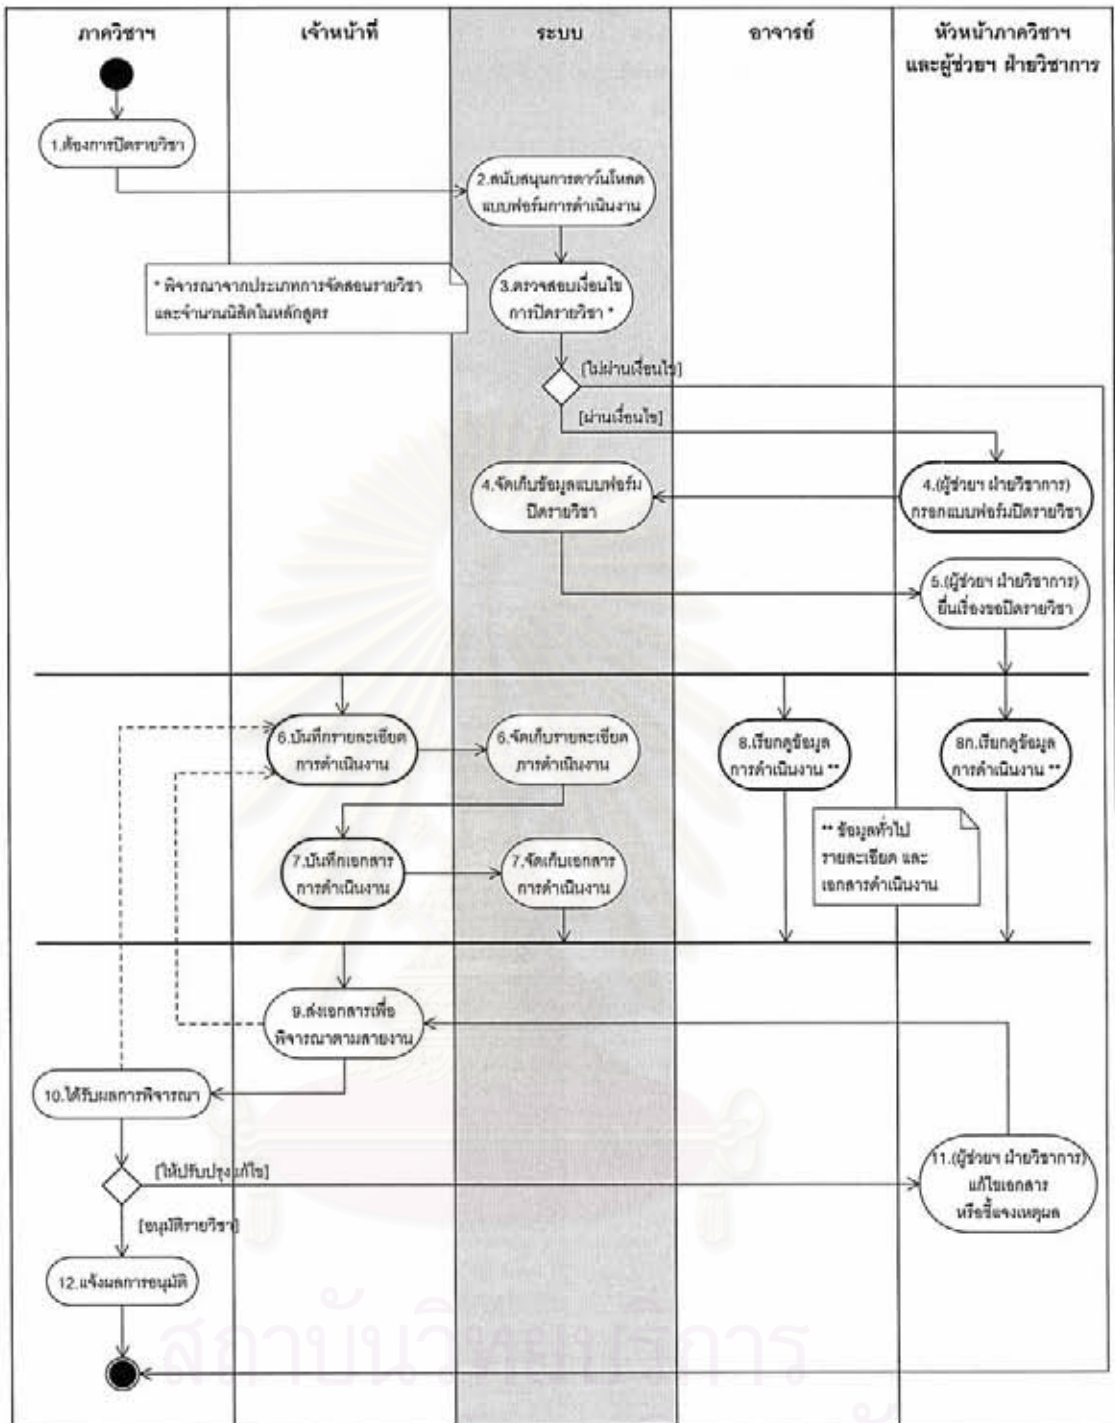 ภาควิชาฯ
เจ้าหน้าที่
ระบบ
อาจารย์
หัวหน้าภาควิชาฯ
และผู้ช่วยฯ ฝ่ายวิชาการ
1.ต้องการปิดรายวิชา
2.สนับสนุนการดาวน์โหลด
แบบฟอร์มการดำเนินงาน
* พิจารณาจากประเภทการจัดสอนรายวิชา
และจำนวนนิสิตในหลักสูตร
3.ตรวจสอบเงื่อนไข
การปิดรายวิชา *
[ไม่ผ่านเงื่อนไข]
[ผ่านเงื่อนไข]
4.จัดเก็บข้อมูลแบบฟอร์ม
ปิดรายวิชา
4.(ผู้ช่วยฯ ฝ่ายวิชาการ)
กรอกแบบฟอร์มปิดรายวิชา
5.(ผู้ช่วยฯ ฝ่ายวิชาการ)
ยื่นเรื่องขอปิดรายวิชา
6.บันทึกรายละเอียด
การดำเนินงาน
6.จัดเก็บรายละเอียด
การดำเนินงาน
8.เรียกดูข้อมูล
การดำเนินงาน **
8ก.เรียกดูข้อมูล
การดำเนินงาน **
** ข้อมูลทั่วไป
รายละเอียด และ
เอกสารดำเนินงาน
7.บันทึกเอกสาร
การดำเนินงาน
7.จัดเก็บเอกสาร
การดำเนินงาน
9.ส่งเอกสารเพื่อ
พิจารณาตามสายงาน
10.ได้รับผลการพิจารณา
[ให้ปรับปรุงแก้ไข]
11.(ผู้ช่วยฯ ฝ่ายวิชาการ)
แก้ไขเอกสาร
หรือชี้แจงเหตุผล
[อนุมัติรายวิชา]
12.แจ้งผลการอนุมัติ
สถาบันวิทยบริการ